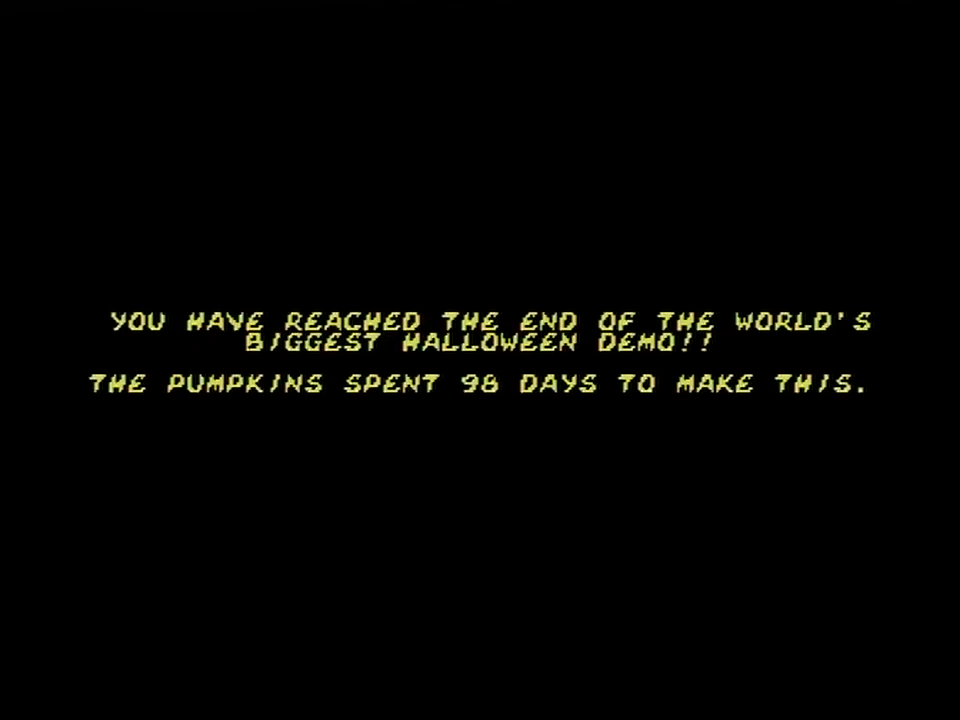 YOU HAVE REACHED THE END OF THE WORLD'S
BIGGEST HALLOWEEN DEMO!!
THE PUMPKINS SPENT 98 DAYS TO MAKE THIS.